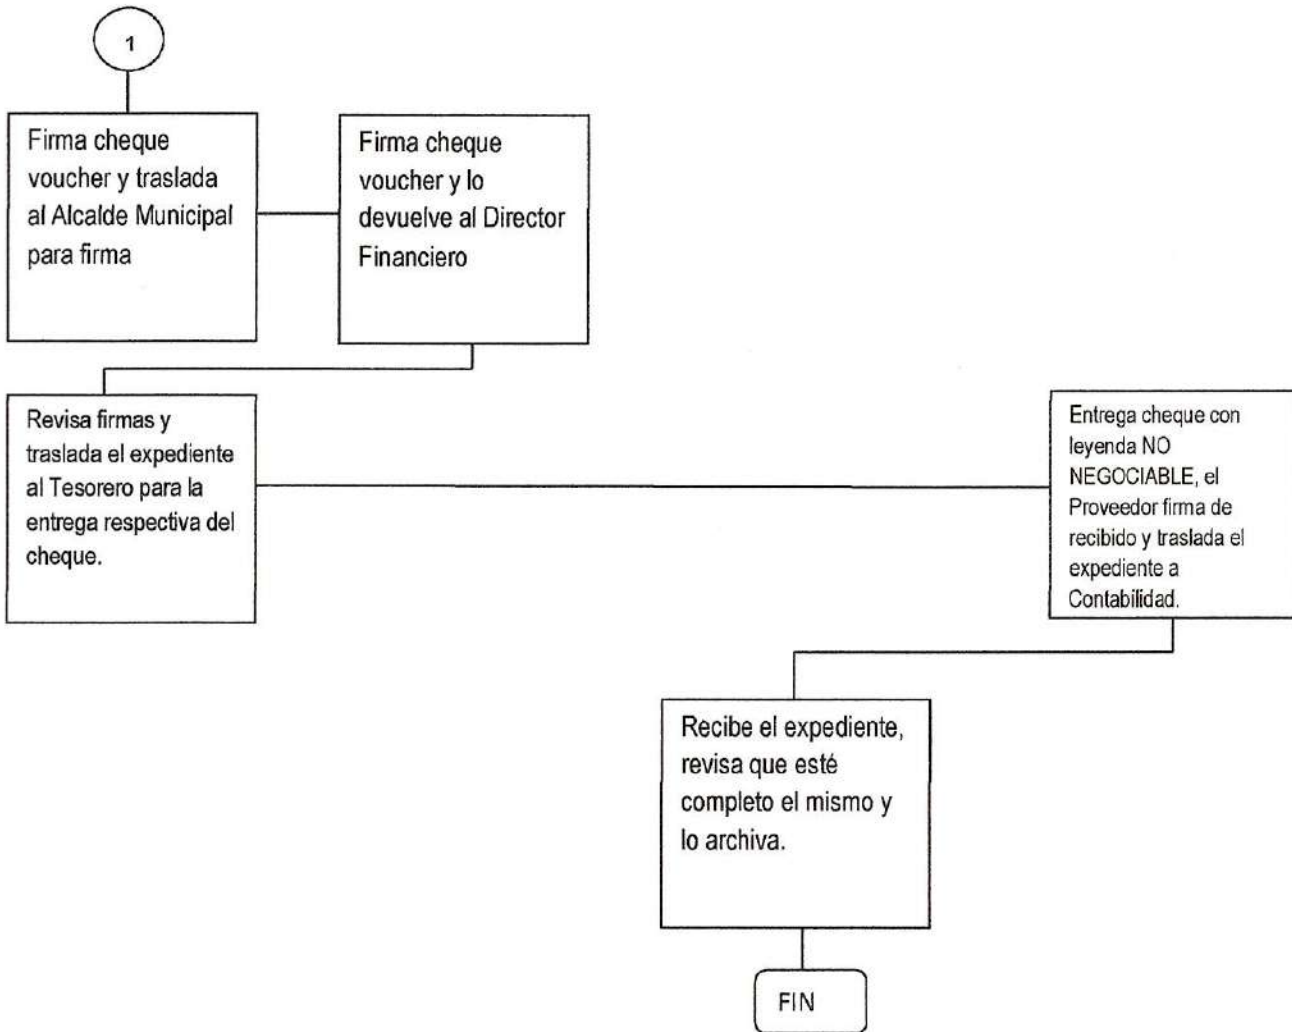 1
Firma cheque
voucher y traslada
al Alcalde Municipal
para firma
Firma cheque
voucher y lo
devuelve al Director
Financiero
Revisa firmas y
traslada el expediente
al Tesorero para la
entrega respectiva del
cheque.
Entrega cheque con
leyenda NO
NEGOCIABLE, el
Proveedor firma de
recibido y traslada el
expediente a
Contabilidad.
Recibe el expediente,
revisa que esté
completo el mismo y
lo archiva.
FIN